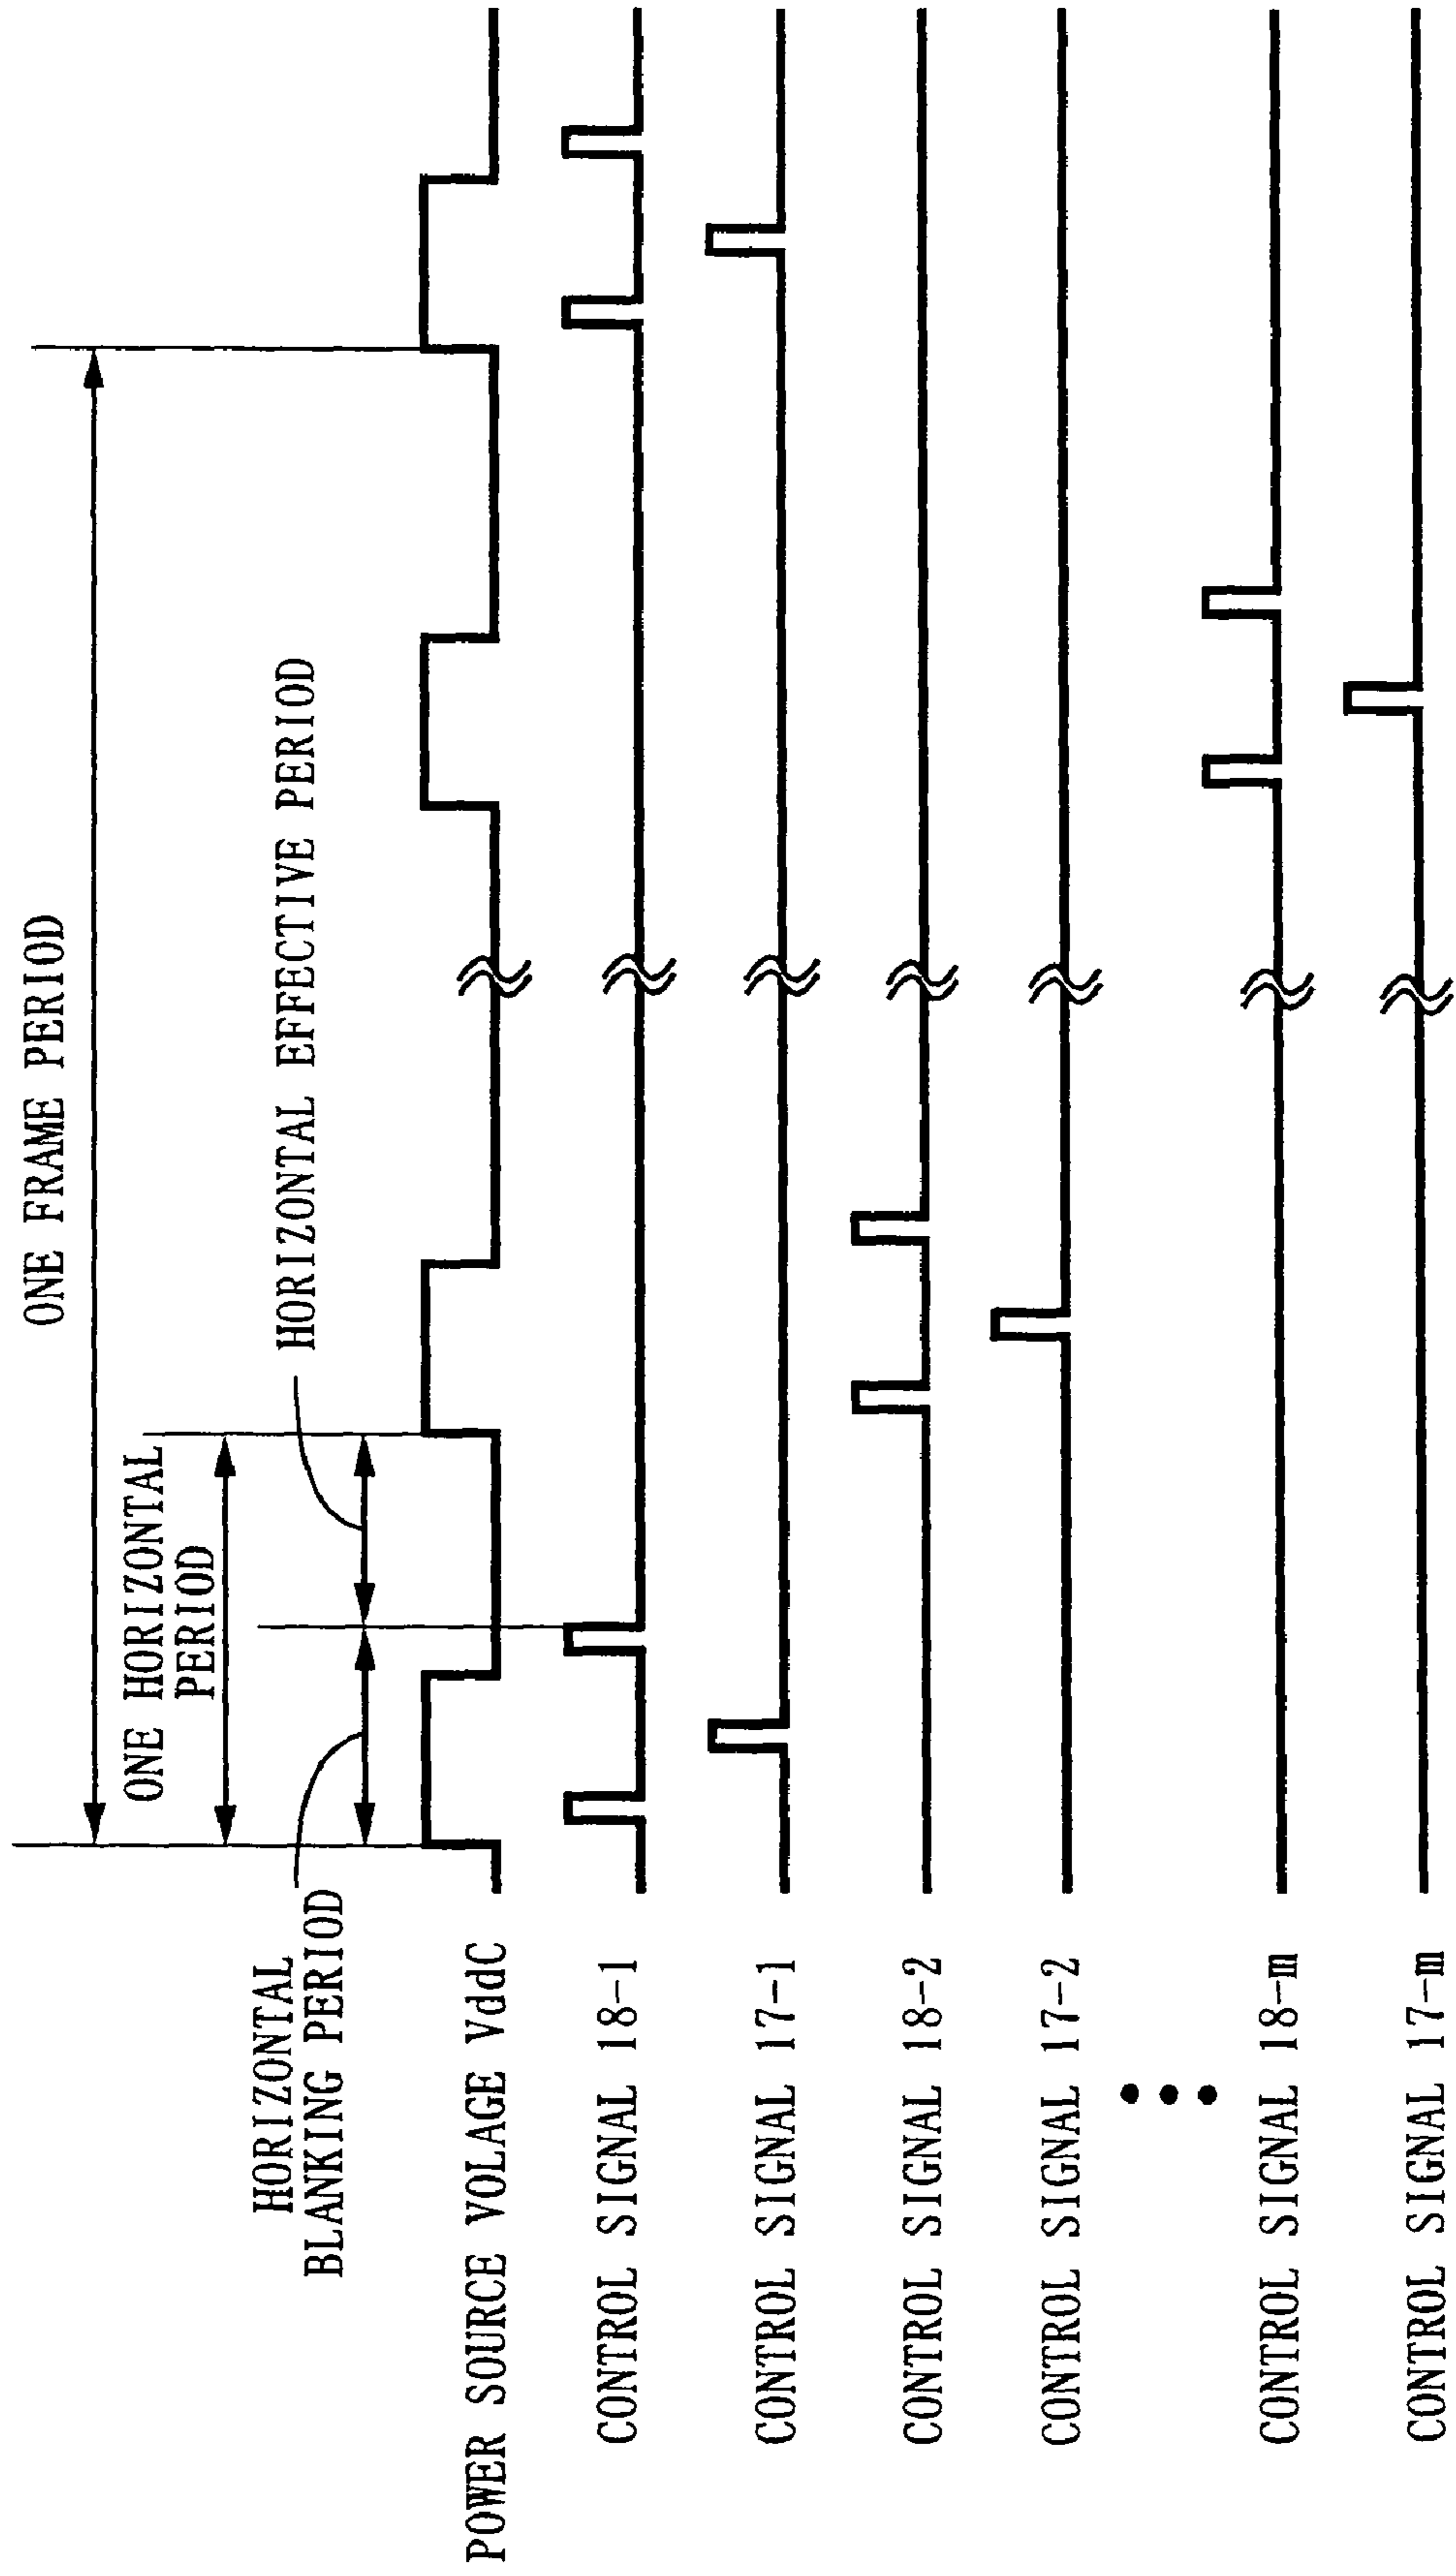 ONE FRAME PERIOD
ONE HORIZONTAL
PERIOD
HORIZONTAL EFFECTIVE PERIOD
HORIZONTAL
BLANKING PERIOD
POWER SOURCE VOLAGE VddC
CONTROL SIGNAL 18-1
CONTROL SIGNAL 17-1
CONTROL SIGNAL 18-2
CONTROL SIGNAL 17-2
CONTROL SIGNAL 18-m
CONTROL SIGNAL 17-m